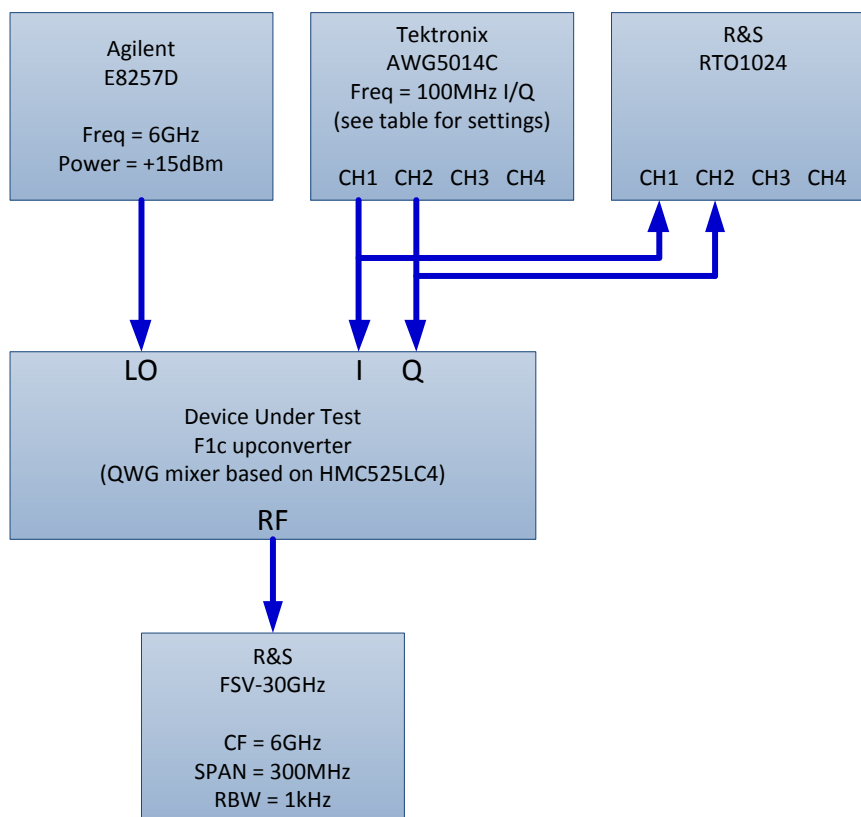 Agilent
E8257D
Freq = 6GHz
Power = +15dBm
Tektronix
AWG5014C
Freq = 100MHz I/Q
(see table for settings)
CH1 CH2 CH3 CH4
R&S
RTO1024
CH1 CH2 CH3 CH4
LO I Q
Device Under Test
F1c upconverter
(QWG mixer based on HMC525LC4)
RF
R&S
FSV-30GHz
CF = 6GHz
SPAN = 300MHz
RBW = 1kHz